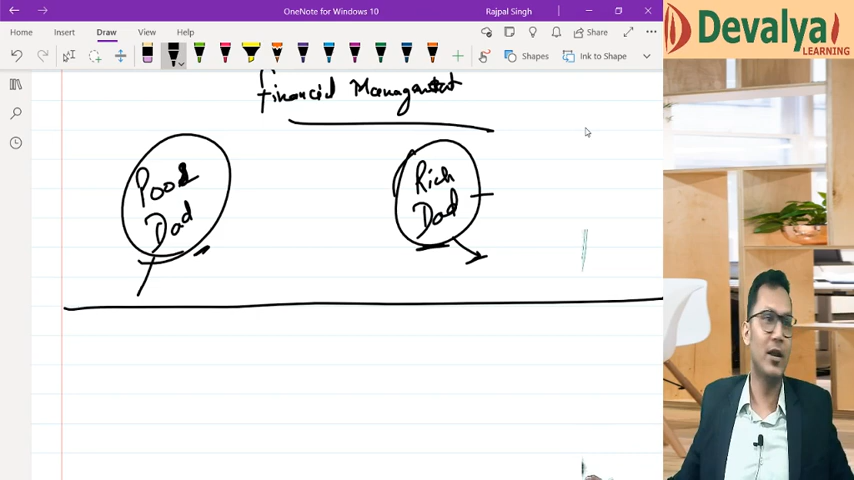 OneNote for Windows 10
Rajpal Singh
Home Insert Draw View Help
Share
Shapes
Ink to Shape
Devalya
LEARNING
Financial
Poor
Dad
Rich
Dad